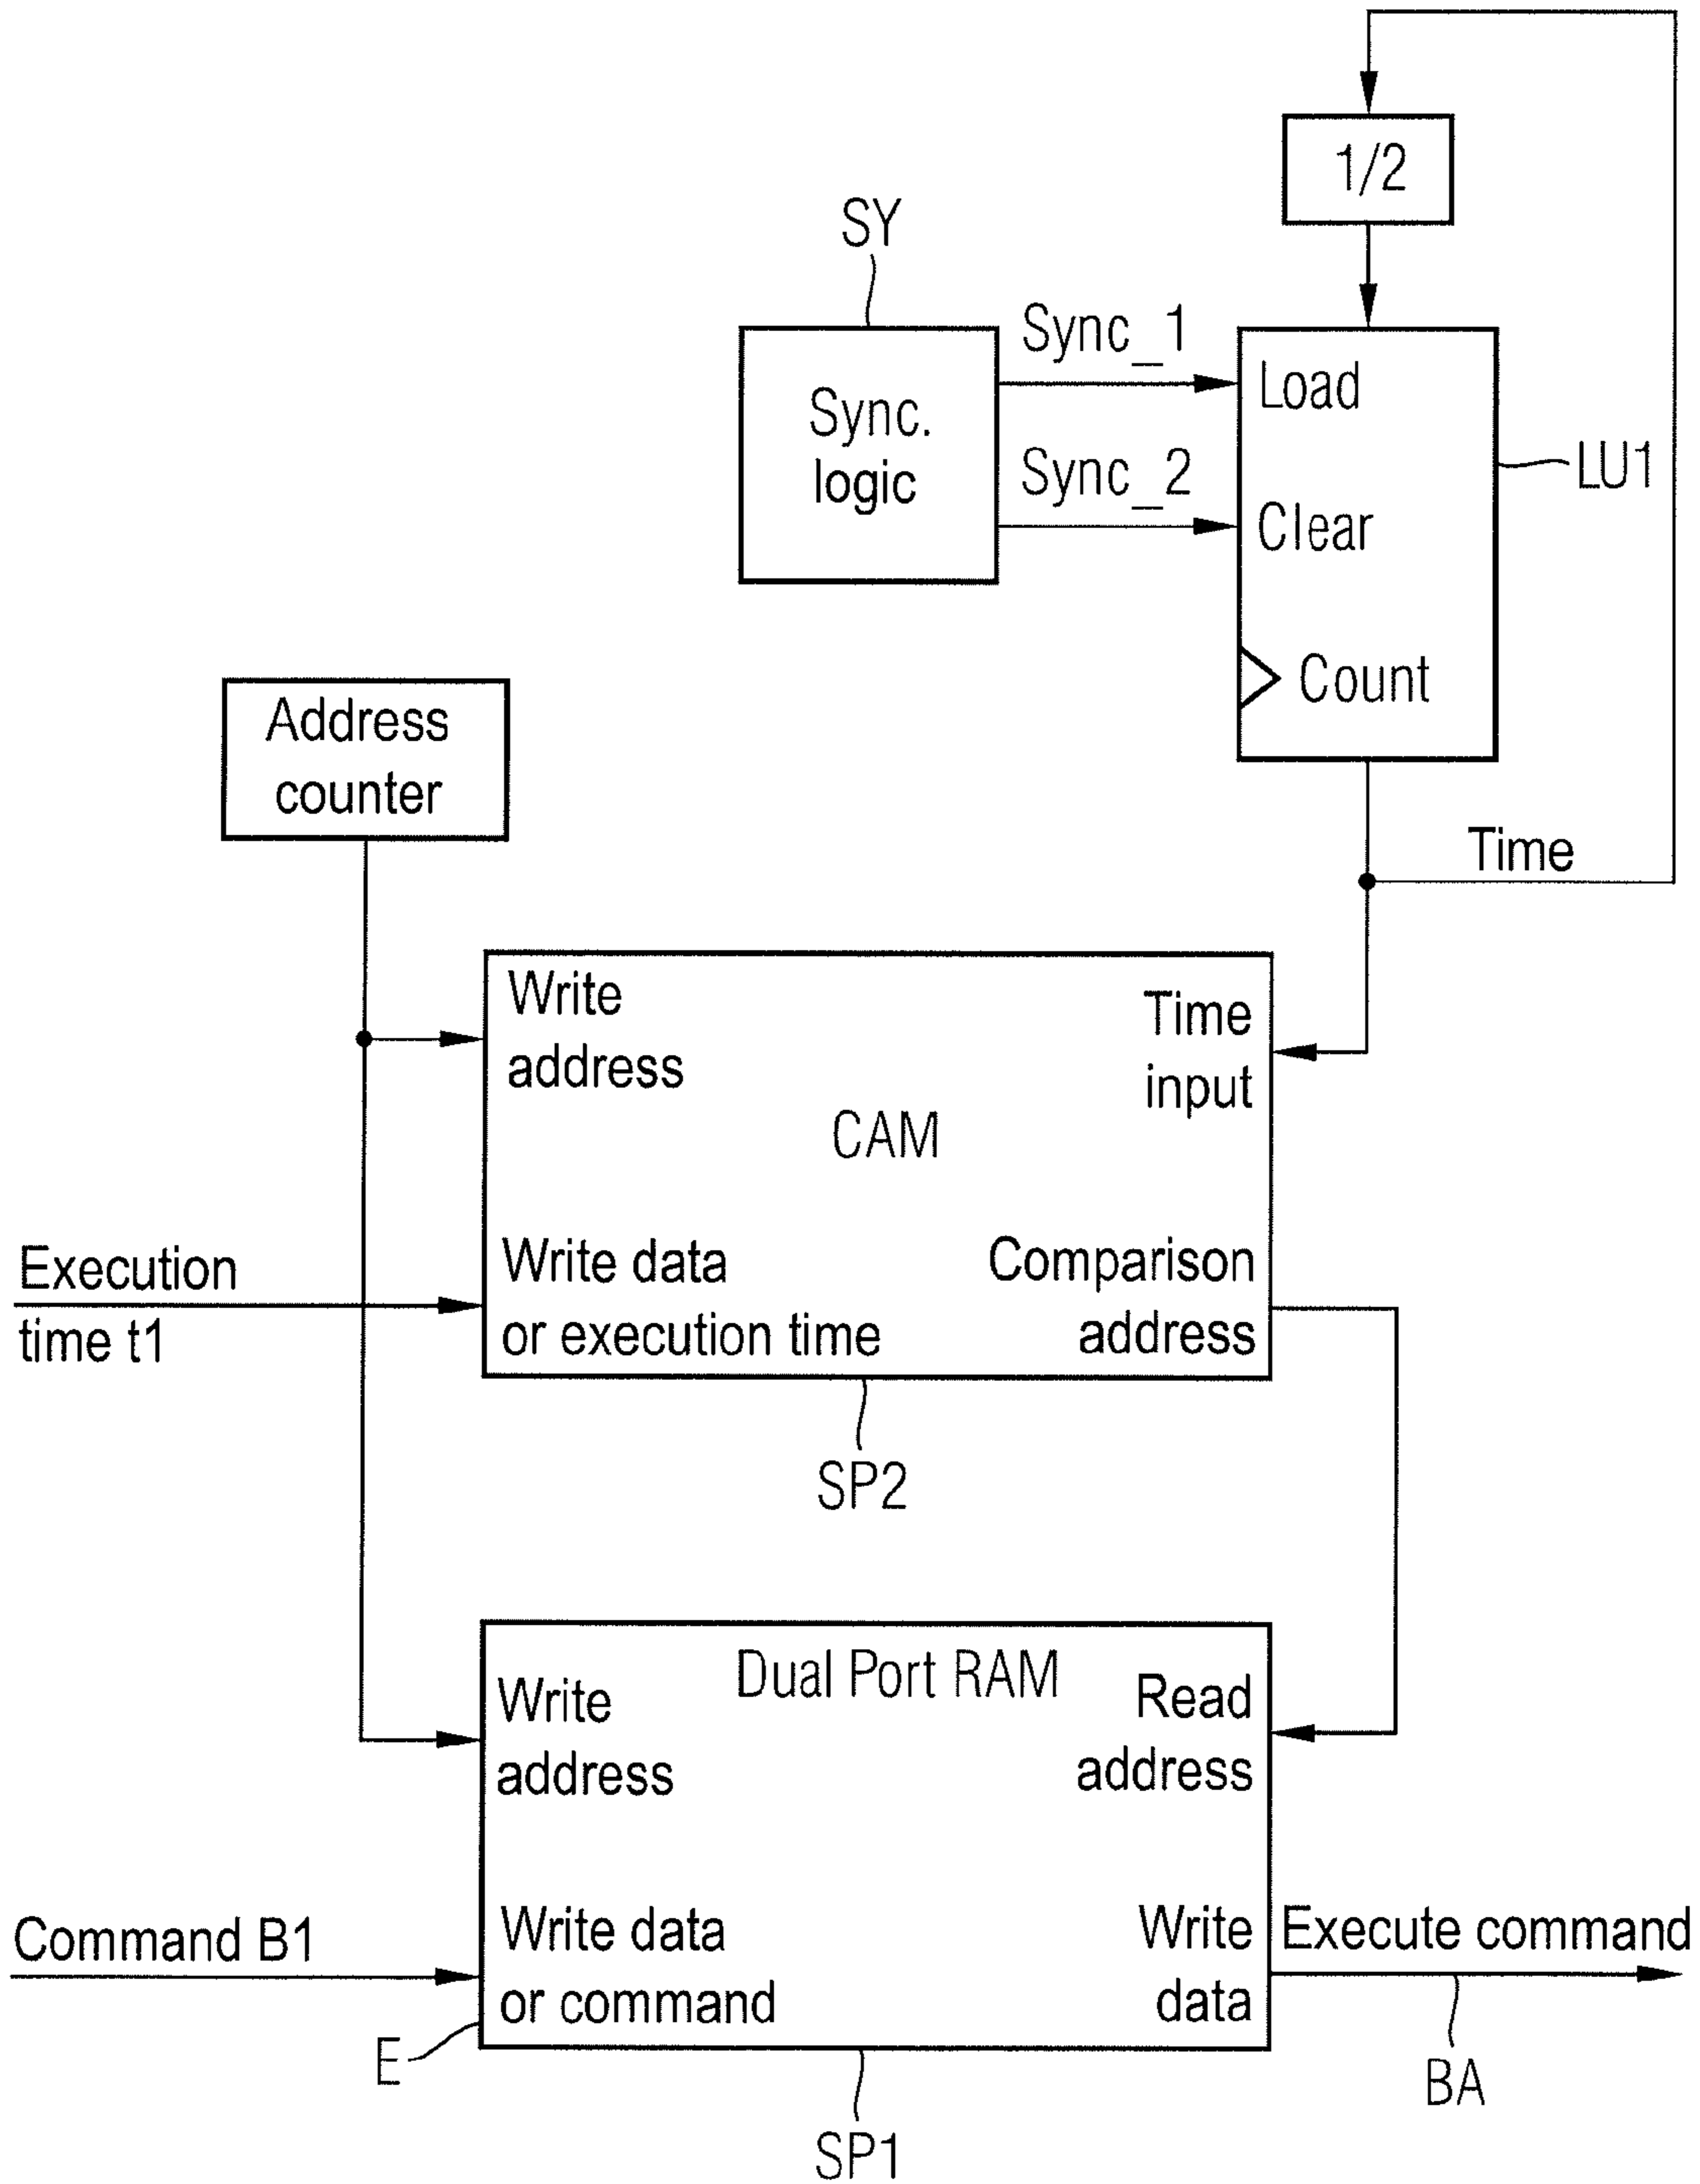 1/2
SY
Sync_1
Load
Sync.
logic
Sync_2
LU1
Clear
Count
Address
counter
Time
Write
address
Time
input
CAM
Execution
time t1
Write data
or execution time
Comparison
address
SP2
Dual Port RAM
Write
address
Read
address
Command B1
Write data
or command
Write
data
Execute command
E
BA
SP1